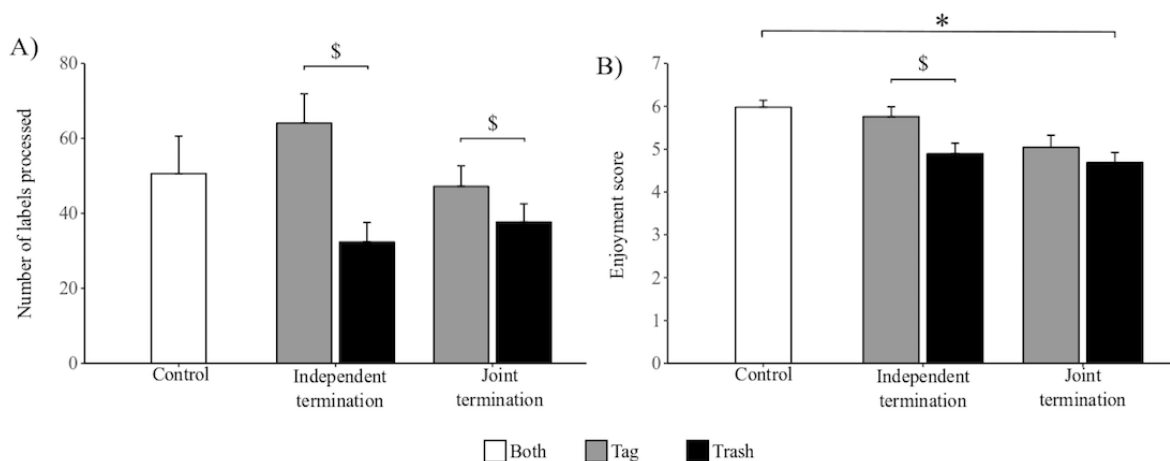 A)
Number of labels processed
80
60
40
20
0
$
$
Control
Independent
termination
Joint
termination
B)
Enjoyment score
7
6
5
4
3
2
1
0
*
$
Control
Independent
termination
Joint
termination
Both
Tag
Trash